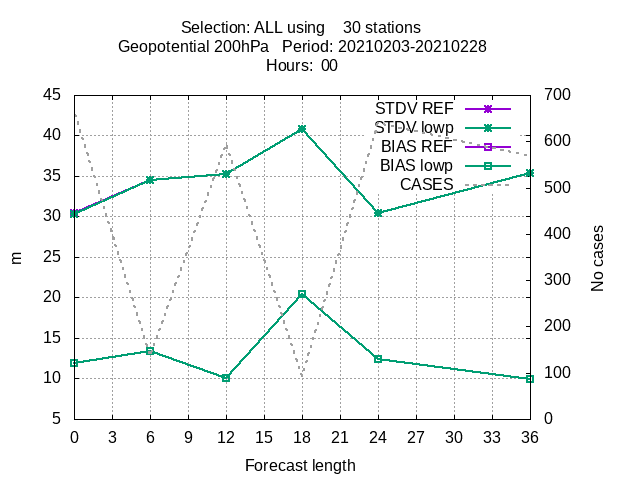 Selection: ALL using    30 stations
Geopotential 200hPa   Period: 20210203-20210228
Hours:  00
STDV REF
STDV lowp
BIAS REF
BIAS lowp
CASES
45
40
35
30
25
20
15
10
5
m
700
600
500
400
300
200
100
0
No cases
0 3 6 9 12 15 18 21 24 27 30 33 36
Forecast length